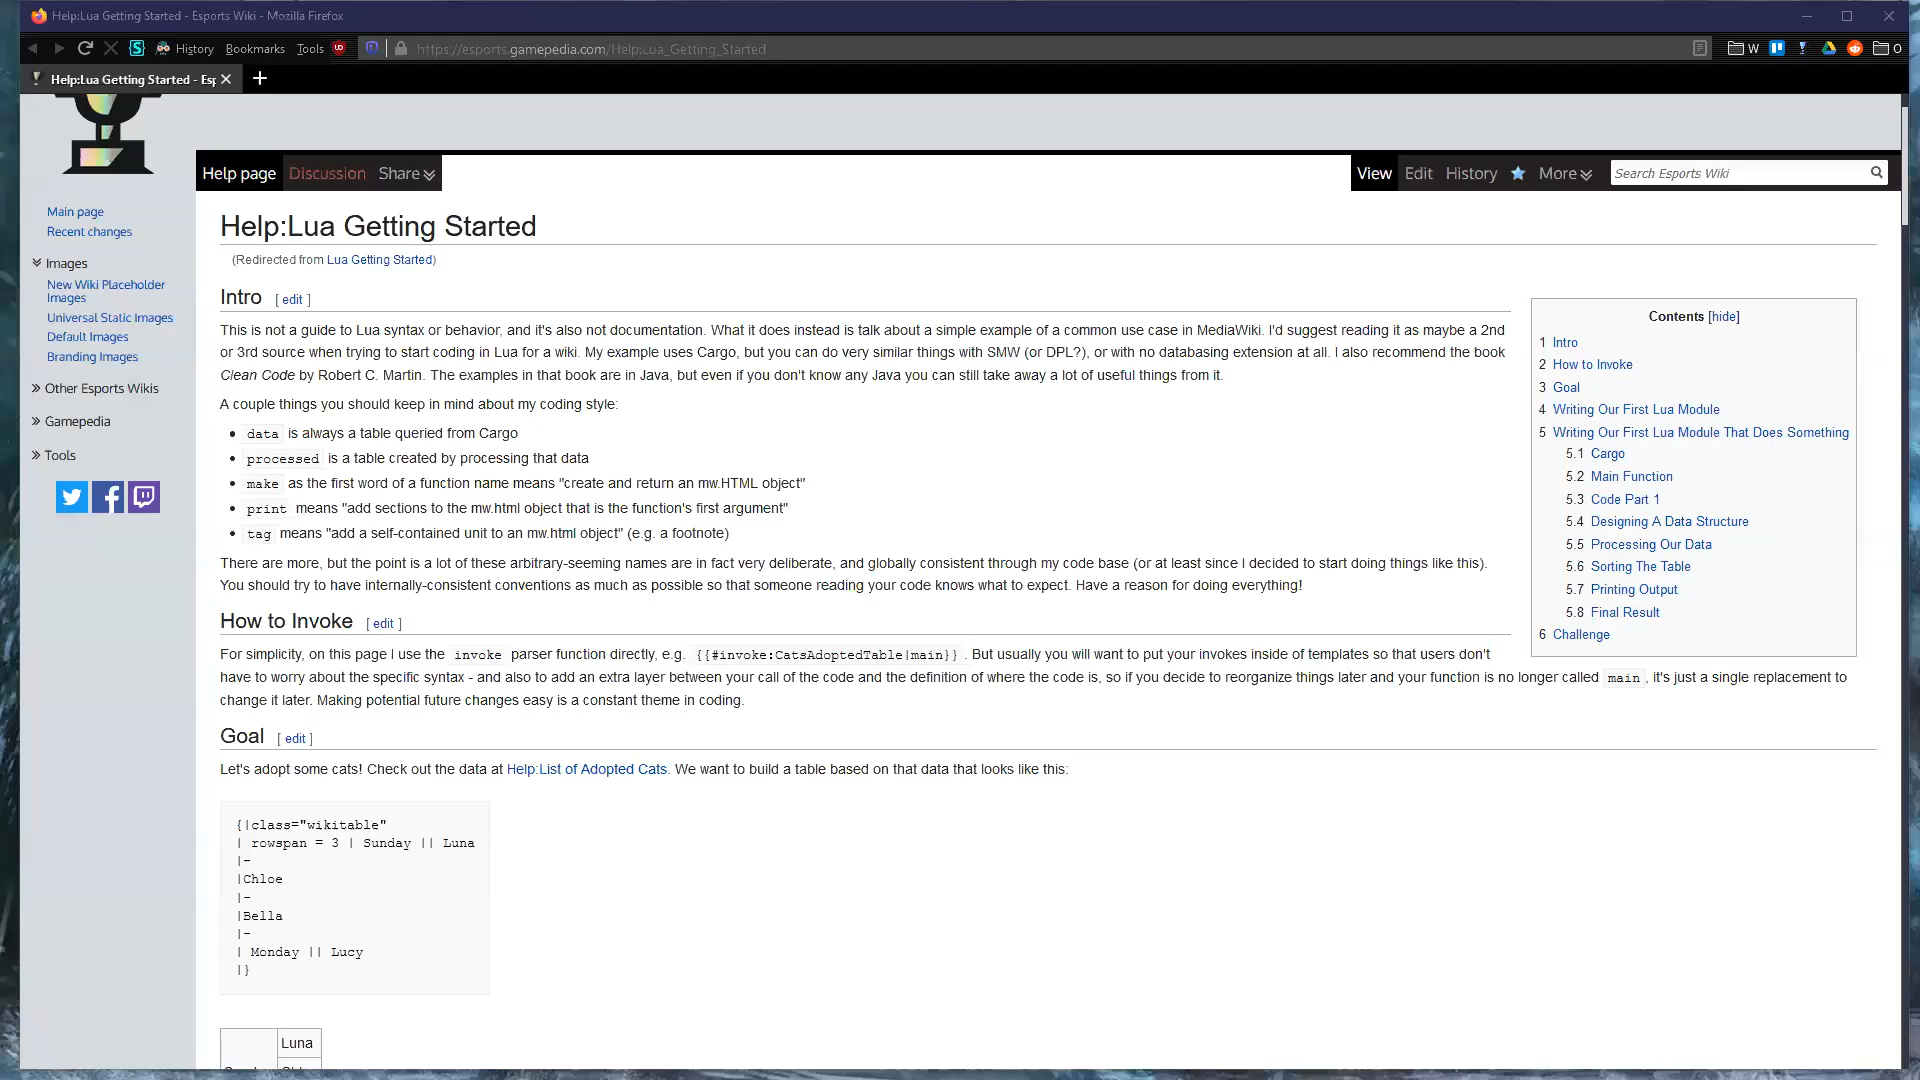 Help:Lua Getting Started - Esports Wiki - Mozilla Firefox
History Bookmarks Tools
https://esports.gamepedia.com/Help:Lua_Getting_Started
W
O
Help:Lua Getting Started - Esp
Help page Discussion Share
View Edit History More
Search Esports Wiki
Main page
Recent changes
Images
New Wiki Placeholder
Images
Universal Static Images
Default Images
Branding Images
Other Esports Wikis
Gamepedia
Tools
Help:Lua Getting Started
(Redirected from Lua Getting Started)
Intro [ edit ]
This is not a guide to Lua syntax or behavior, and it's also not documentation. What it does instead is talk about a simple example of a common use case in MediaWiki. I'd suggest reading it as maybe a 2nd
or 3rd source when trying to start coding in Lua for a wiki. My example uses Cargo, but you can do very similar things with SMW (or DPL?), or with no databasing extension at all. I also recommend the book
Clean Code by Robert C. Martin. The examples in that book are in Java, but even if you don't know any Java you can still take away a lot of useful things from it.
A couple things you should keep in mind about my coding style:
data is always a table queried from Cargo
processed is a table created by processing that data
make as the first word of a function name means "create and return an mw.HTML object"
print means "add sections to the mw.html object that is the function's first argument"
tag means "add a self-contained unit to an mw.html object" (e.g. a footnote)
There are more, but the point is a lot of these arbitrary-seeming names are in fact very deliberate, and globally consistent through my code base (or at least since I decided to start doing things like this).
You should try to have internally-consistent conventions as much as possible so that someone reading your code knows what to expect. Have a reason for doing everything!
Contents [hide]
1 Intro
2 How to Invoke
3 Goal
4 Writing Our First Lua Module
5 Writing Our First Lua Module That Does Something
5.1 Cargo
5.2 Main Function
5.3 Code Part 1
5.4 Designing A Data Structure
5.5 Processing Our Data
5.6 Sorting The Table
5.7 Printing Output
5.8 Final Result
6 Challenge
How to Invoke [ edit ]
For simplicity, on this page I use the invoke parser function directly, e.g. {{#invoke:CatsAdoptedTable|main}}. But usually you will want to put your invokes inside of templates so that users don't
have to worry about the specific syntax - and also to add an extra layer between your call of the code and the definition of where the code is, so if you decide to reorganize things later and your function is no longer called main, it's just a single replacement to
change it later. Making potential future changes easy is a constant theme in coding.
Goal [ edit ]
Let's adopt some cats! Check out the data at Help:List of Adopted Cats. We want to build a table based on that data that looks like this:
{|class="wikitable"
| rowspan = 3 | Sunday || Luna
|-
|Chloe
|-
|Bella
|-
| Monday || Lucy
|}
Luna